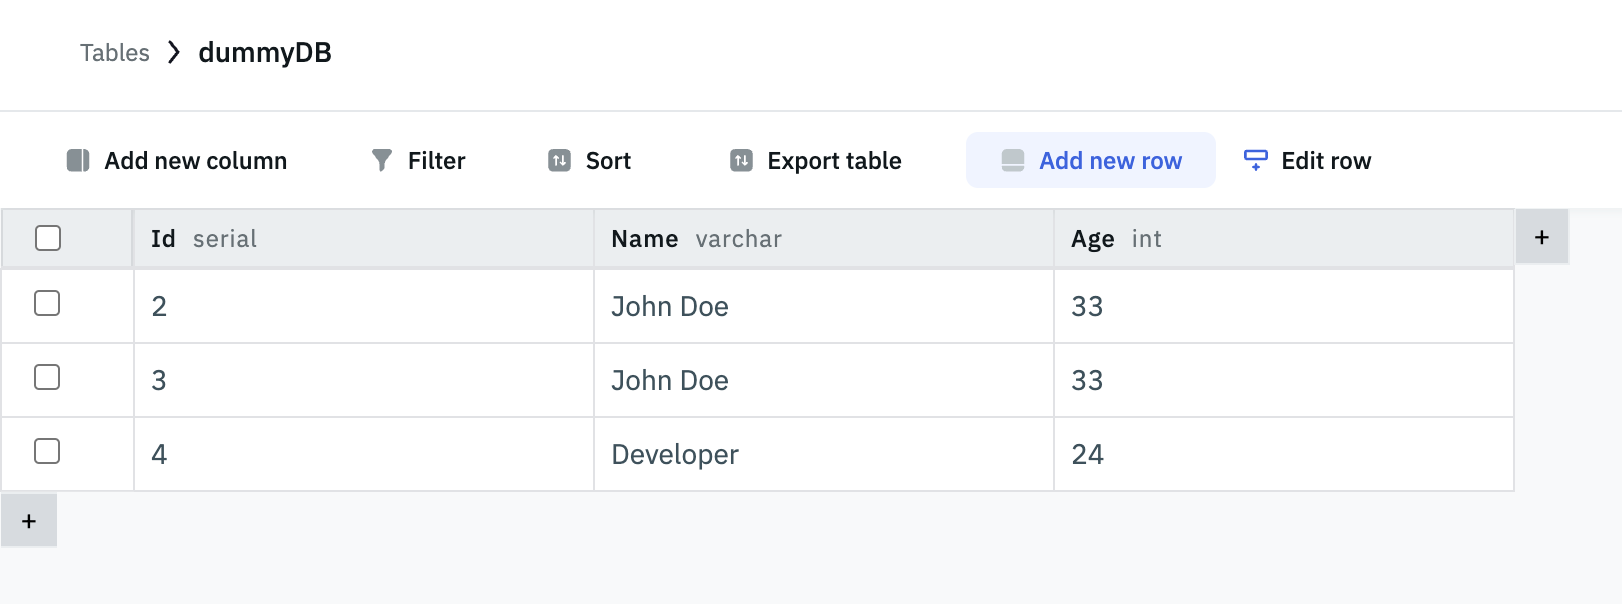 Tables > dummyDB
Add new column Filter Sort Export table Add new row Edit row
Id serial Name varchar Age int +
2 John Doe 33
3 John Doe 33
4 Developer 24
+